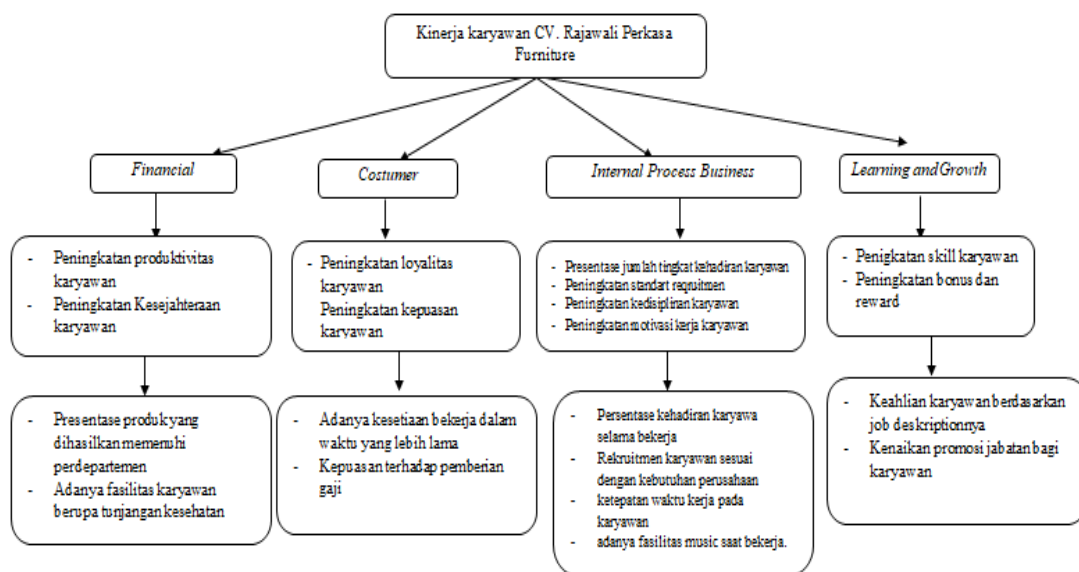 Kinerja karyawan CV. Rajawali Perkasa
Furniture
Financial
Costumer
Internal Process Business
Learning and Growth
- Peningkatan produktivitas
karyawan
- Peningkatan Kesejahteraan
karyawan
- Peningkatan loyalitas
karyawan
Peningkatan kepuasan
karyawan
- Presentase jumlah tingkat kehadiran karyawan
- Peningkatan standart reqruitmen
- Peningkatan kedisiplinan karyawan
- Peningkatan motivasi kerja karyawan
- Penigkatan skill karyawan
- Peningkatan bonus dan
reward
- Presentase produk yang
dihasilkan memenuhi
perdepartemen
- Adanya fasilitas karyawan
berupa tunjangan kesehatan
- Adanya kesetiaan bekerja dalam
waktu yang lebih lama
- Kepuasan terhadap pemberian
gaji
- Persentase kehadiran karyawa
selama bekerja
- Rekruitmen karyawan sesuai
dengan kebutuhan perusahaan
- ketepatan waktu kerja pada
karyawan
- adanya fasilitas music saat bekerja.
- Keahlian karyawan berdasarkan
job deskriptionnya
- Kenaikan promosi jabatan bagi
karyawan